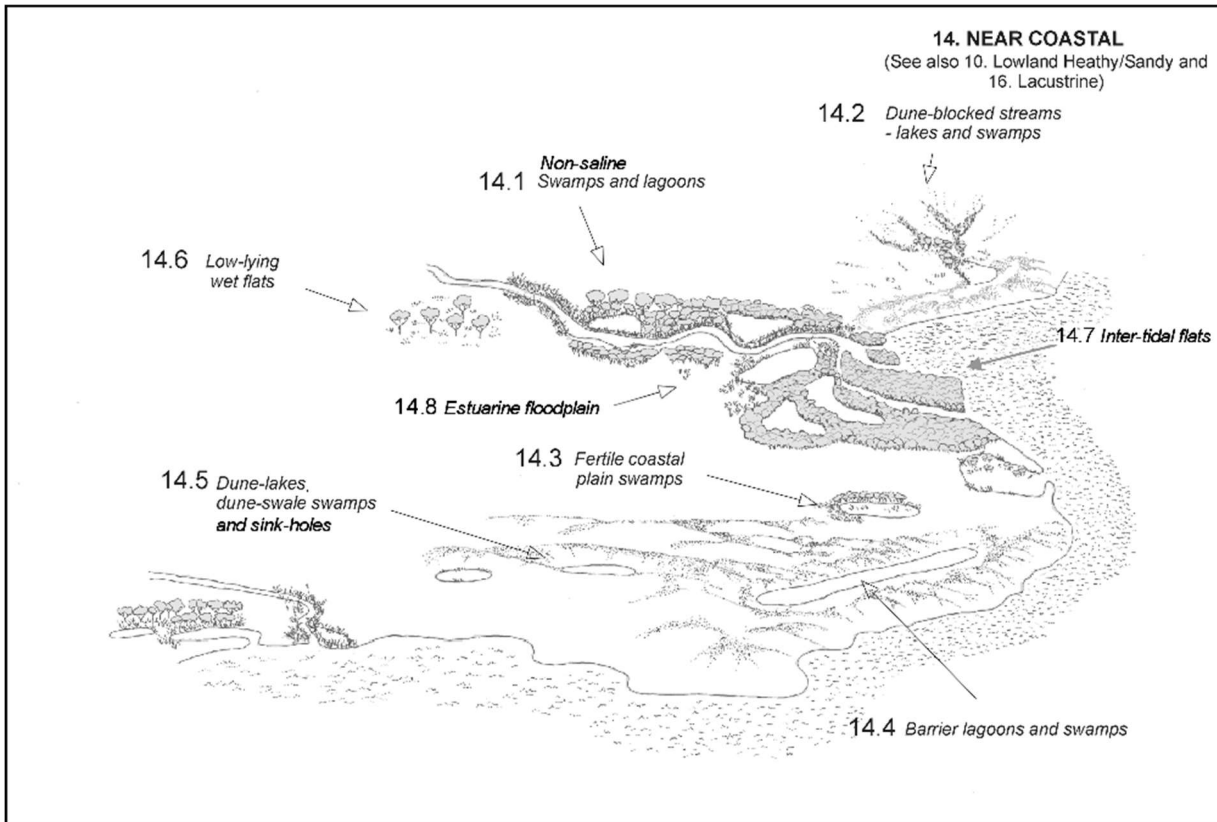 14. NEAR COASTAL
(See also 10. Lowland Heathy/Sandy and
16. Lacustrine)
14.2 Dune-blocked streams
- lakes and swamps
Non-saline
14.1 Swamps and lagoons
14.6 Low-lying
wet flats
14.7 Inter-tidal flats
14.8 Estuarine floodplain
14.3 Fertile coastal
plain swamps
14.5 Dune-lakes,
dune-swale swamps
and sink-holes
14.4 Barrier lagoons and swamps